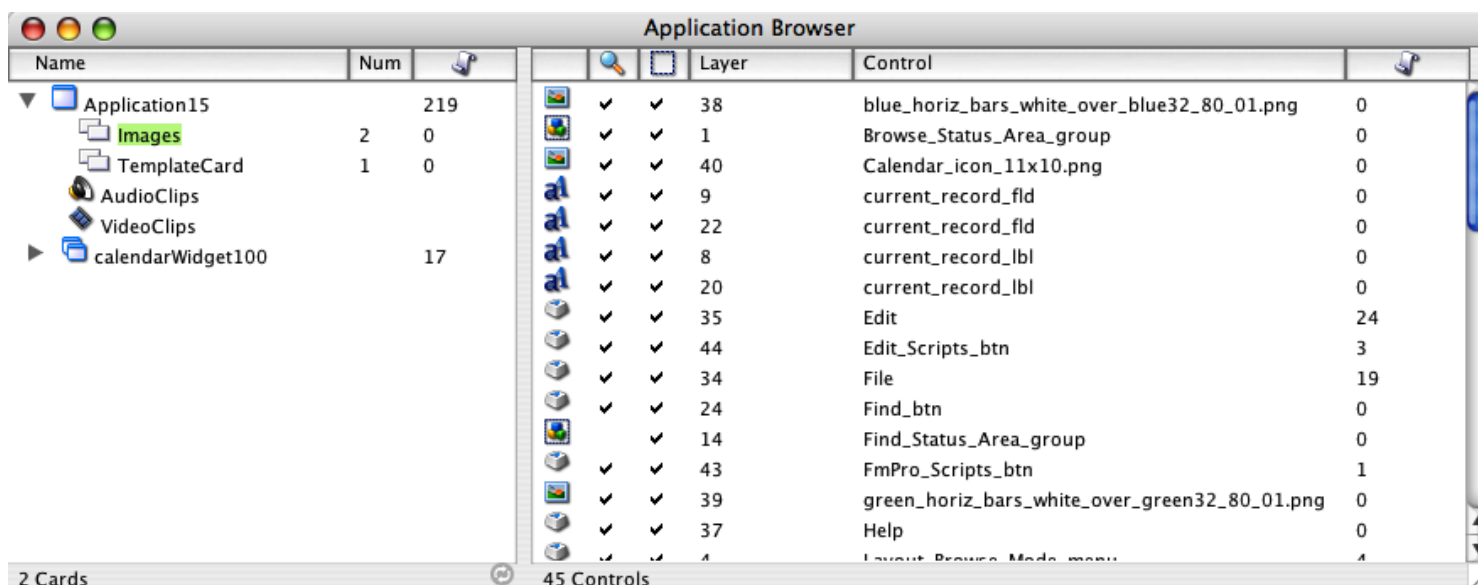 Application Browser
Name Num Layer Control
Application15 219
Images 2 0
TemplateCard 1 0
AudioClips
VideoClips
calendarWidget100 17
38 blue_horiz_bars_white_over_blue32_80_01.png 0
1 Browse_Status_Area_group 0
40 Calendar_icon_11x10.png 0
9 current_record_fld 0
22 current_record_fld 0
8 current_record_lbl 0
20 current_record_lbl 0
35 Edit 24
44 Edit_Scripts_btn 3
34 File 19
24 Find_btn 0
14 Find_Status_Area_group 0
43 FmPro_Scripts_btn 1
39 green_horiz_bars_white_over_green32_80_01.png 0
37 Help 0
4 Layout_Browse_Mode_menu 4
2 Cards
45 Controls